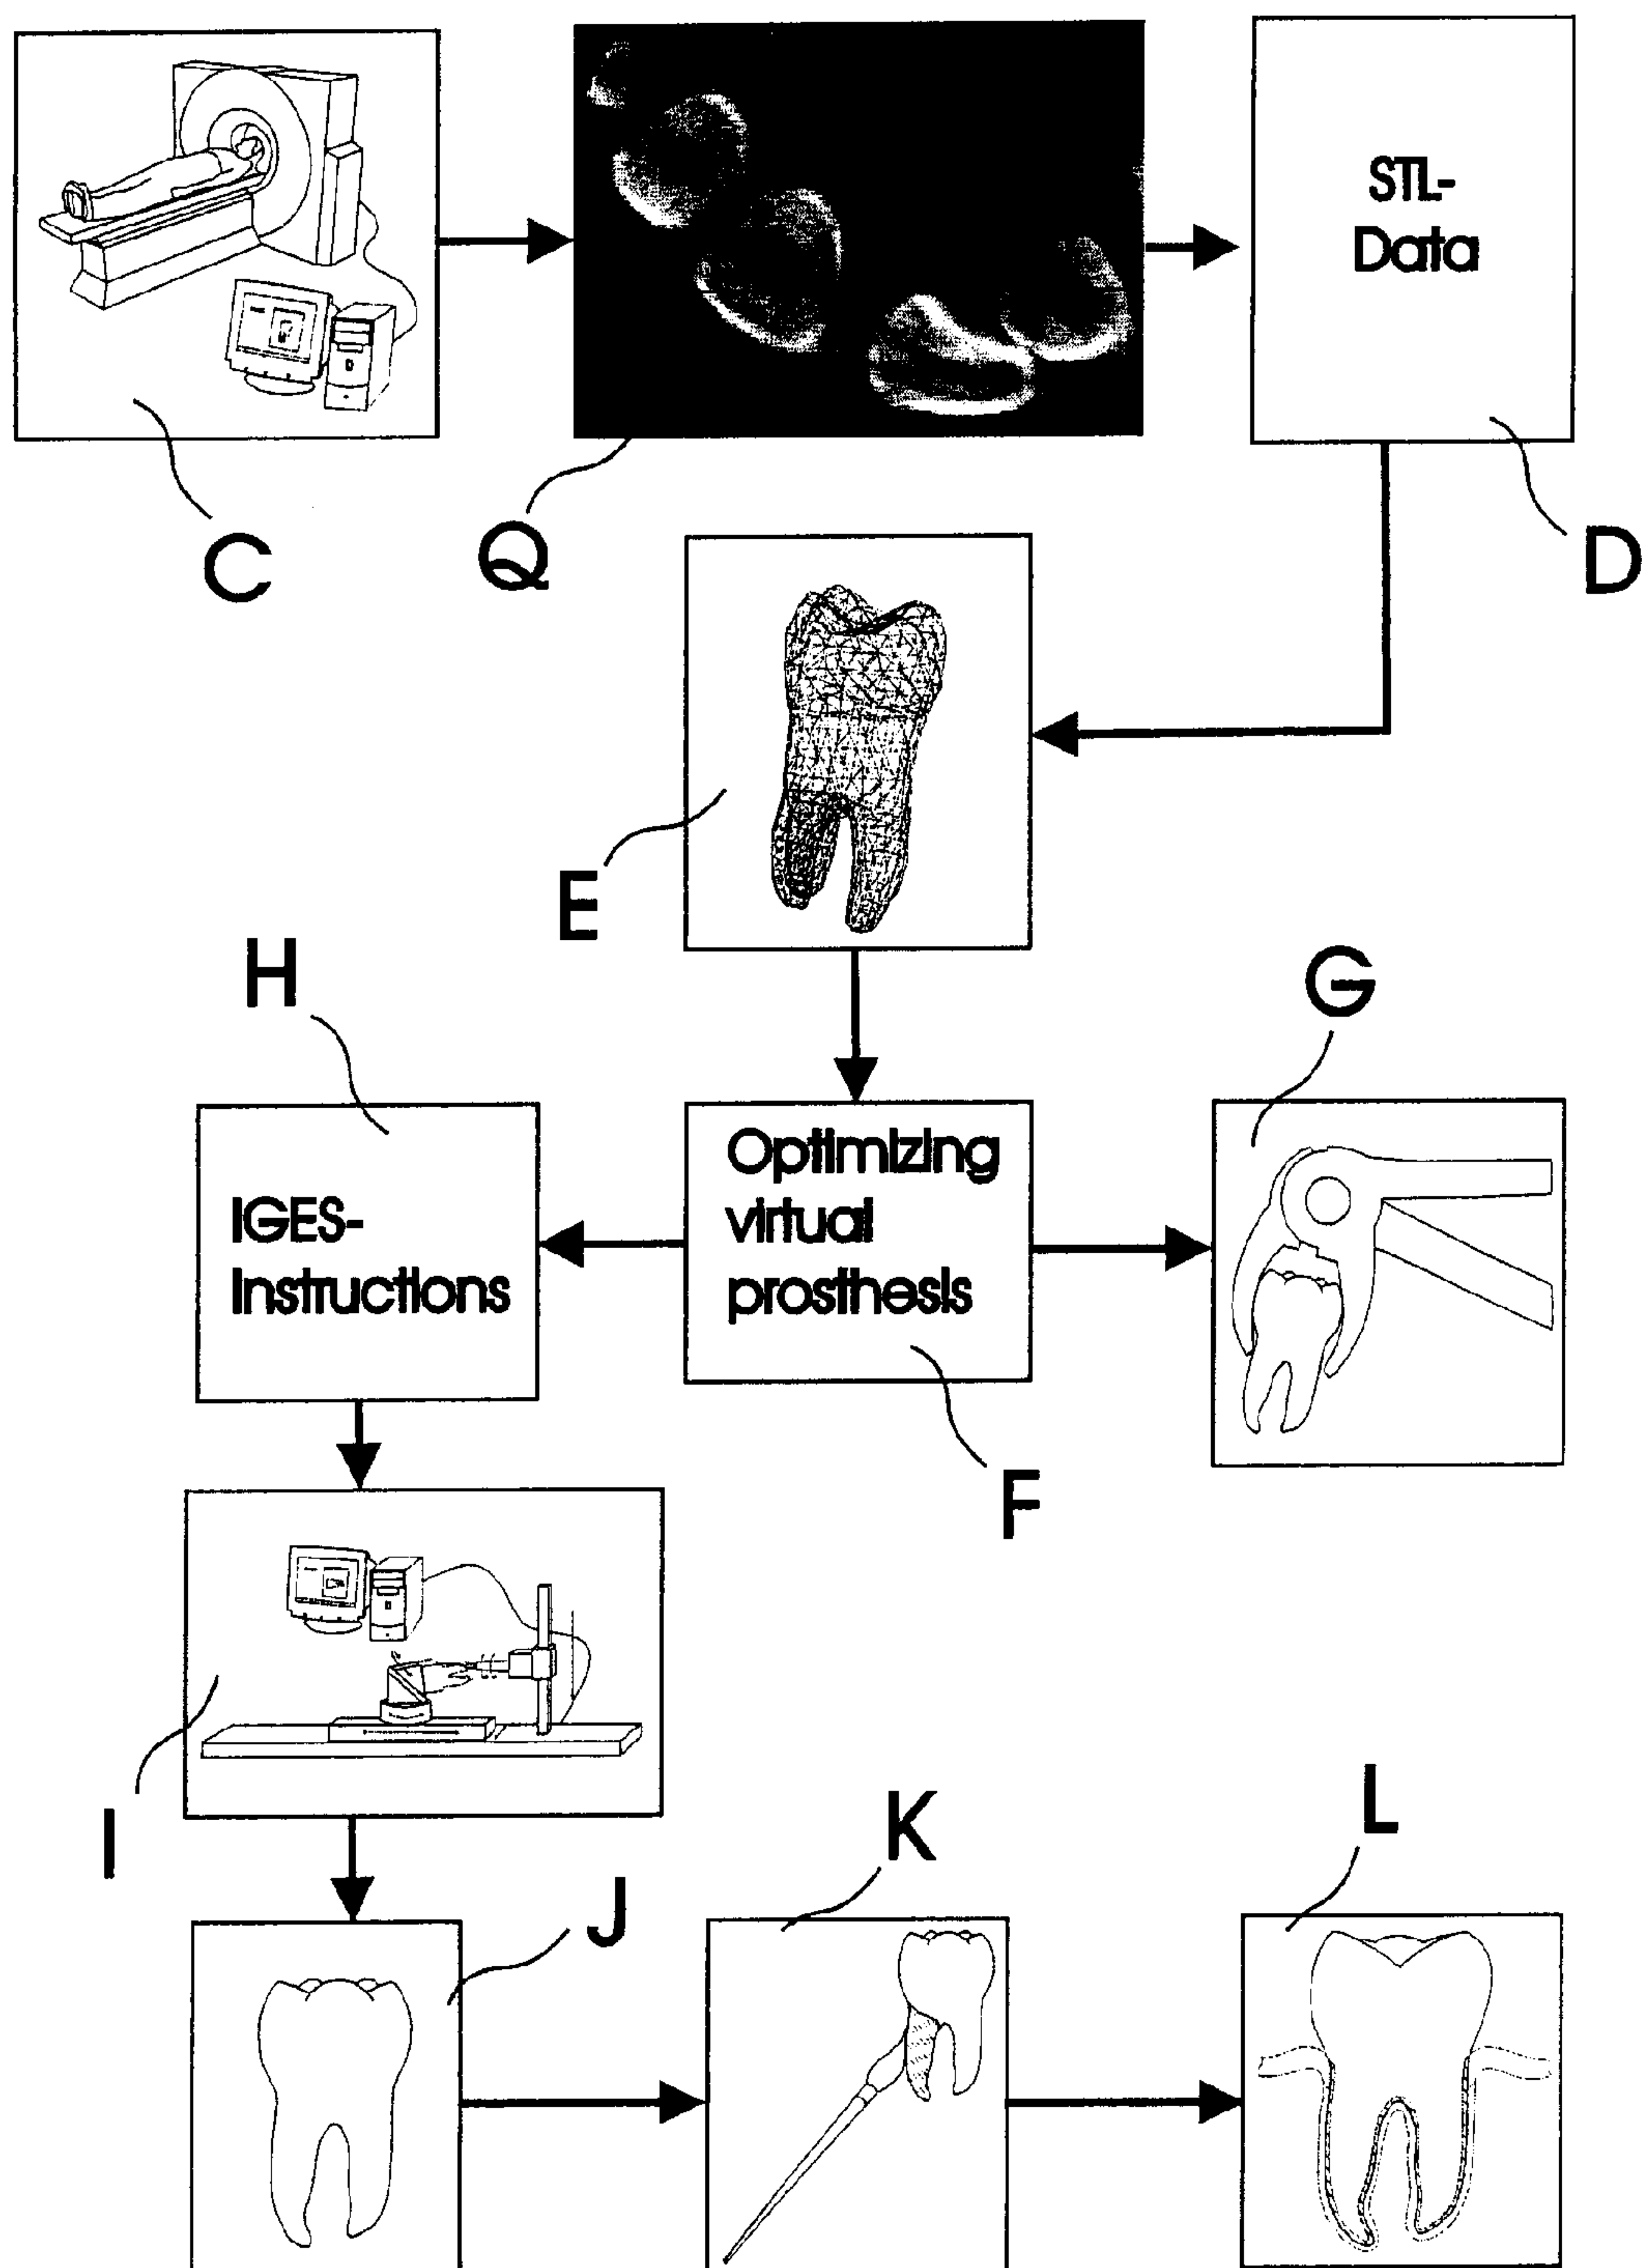 STL-
Data
C
Q
D
E
H
G
IGES-
Instructions
Optimizing
virtual
prosthesis
F
I
J
K
L